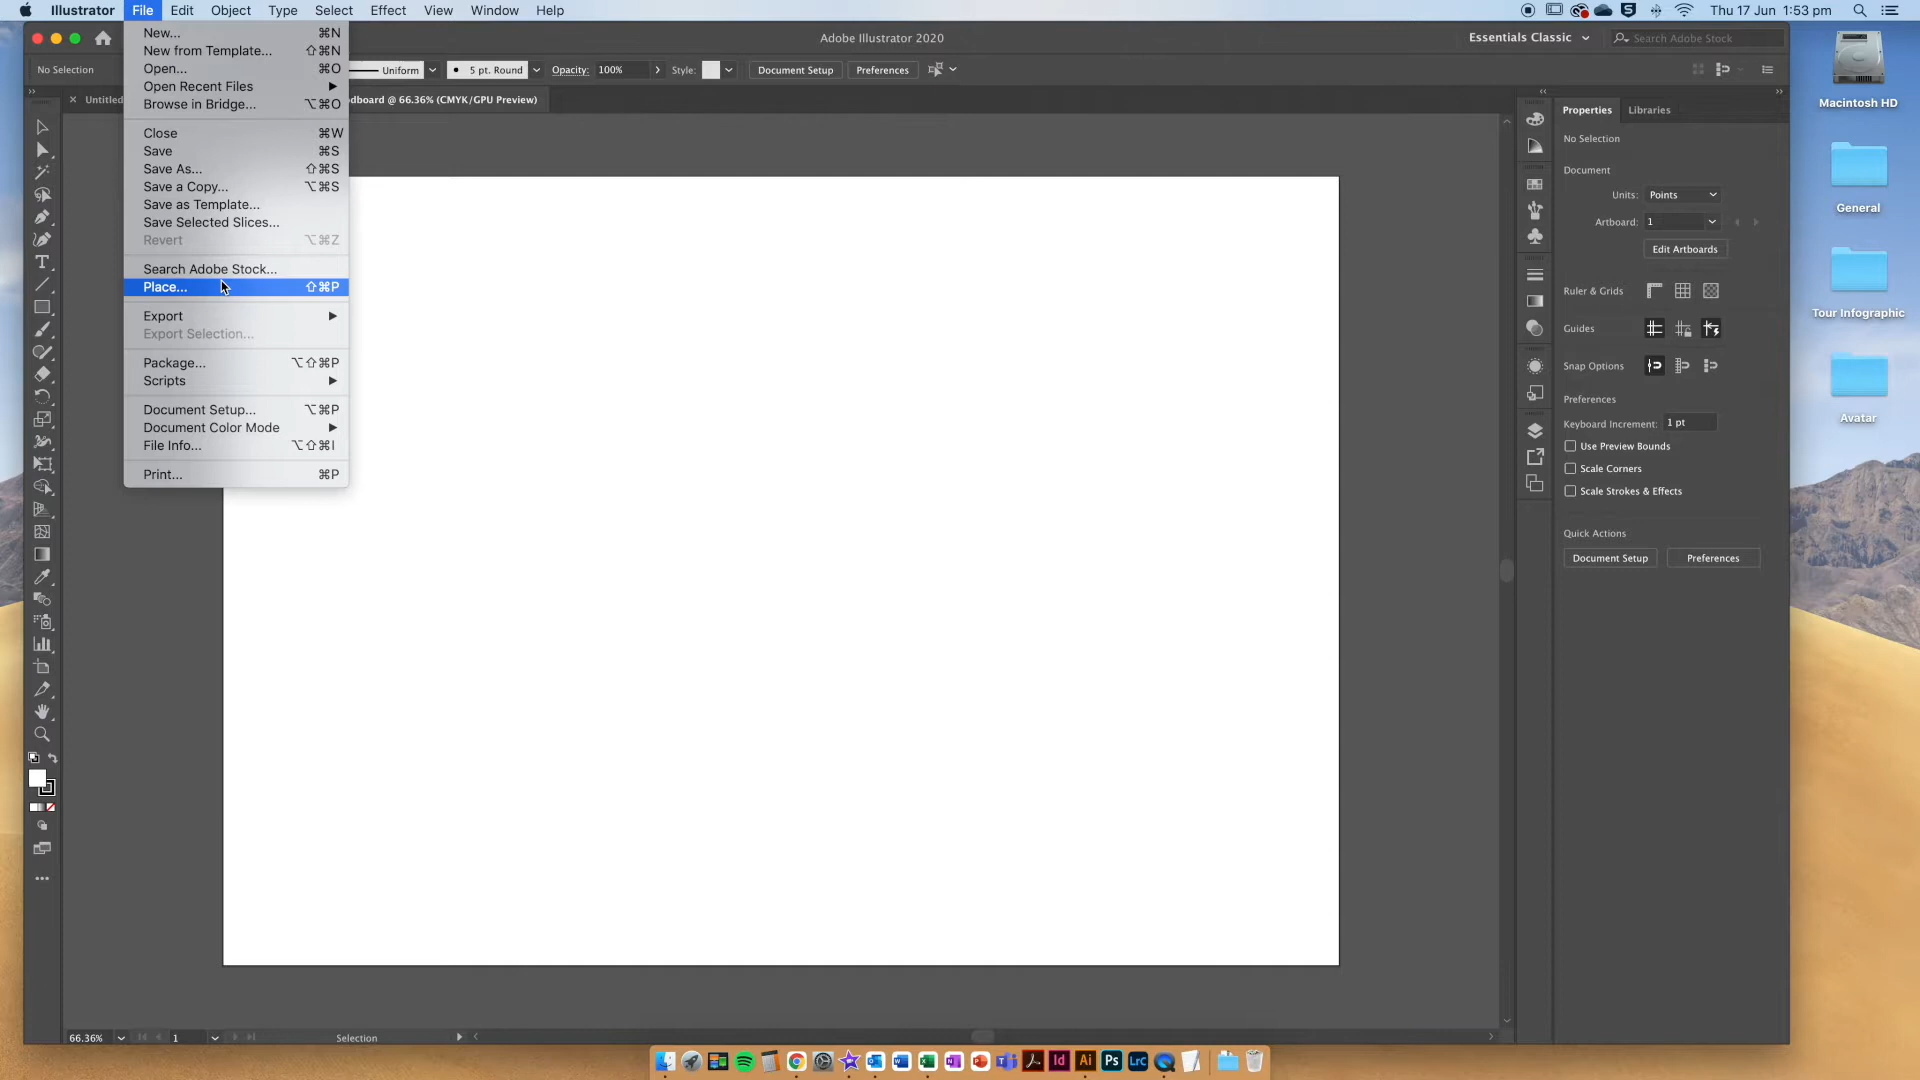 Illustrator File Edit Object Type Select Effect View Window Help Thu 17 Jun 1:53 pm
Adobe Illustrator 2020 Essentials Classic Search Adobe Stock
No Selection Uniform 5 pt. Round Opacity: 100% Style: Document Setup Preferences
Untitled dboard @ 66.36% (CMYK/GPU Preview)
New... ⌘N
New from Template... ⇧⌘N
Open... ⌘O
Open Recent Files
Browse in Bridge... ⌥⌘O
Close ⌘W
Save ⌘S
Save As... ⇧⌘S
Save a Copy... ⌥⌘S
Save as Template...
Save Selected Slices...
Revert ⌥⌘Z
Search Adobe Stock...
Place... ⇧⌘P
Export
Export Selection...
Package... ⌥⇧⌘P
Scripts
Document Setup... ⌥⌘P
Document Color Mode
File Info... ⌥⇧⌘I
Print... ⌘P
Properties Libraries
No Selection
Document
Units: Points
Artboard: 1
Edit Artboards
Ruler & Grids
Guides
Snap Options
Preferences
Keyboard Increment: 1 pt
Use Preview Bounds
Scale Corners
Scale Strokes & Effects
Quick Actions
Document Setup Preferences
Macintosh HD
General
Tour Infographic
Avatar
66.36% 1 Selection
Id Ai Ps LrC